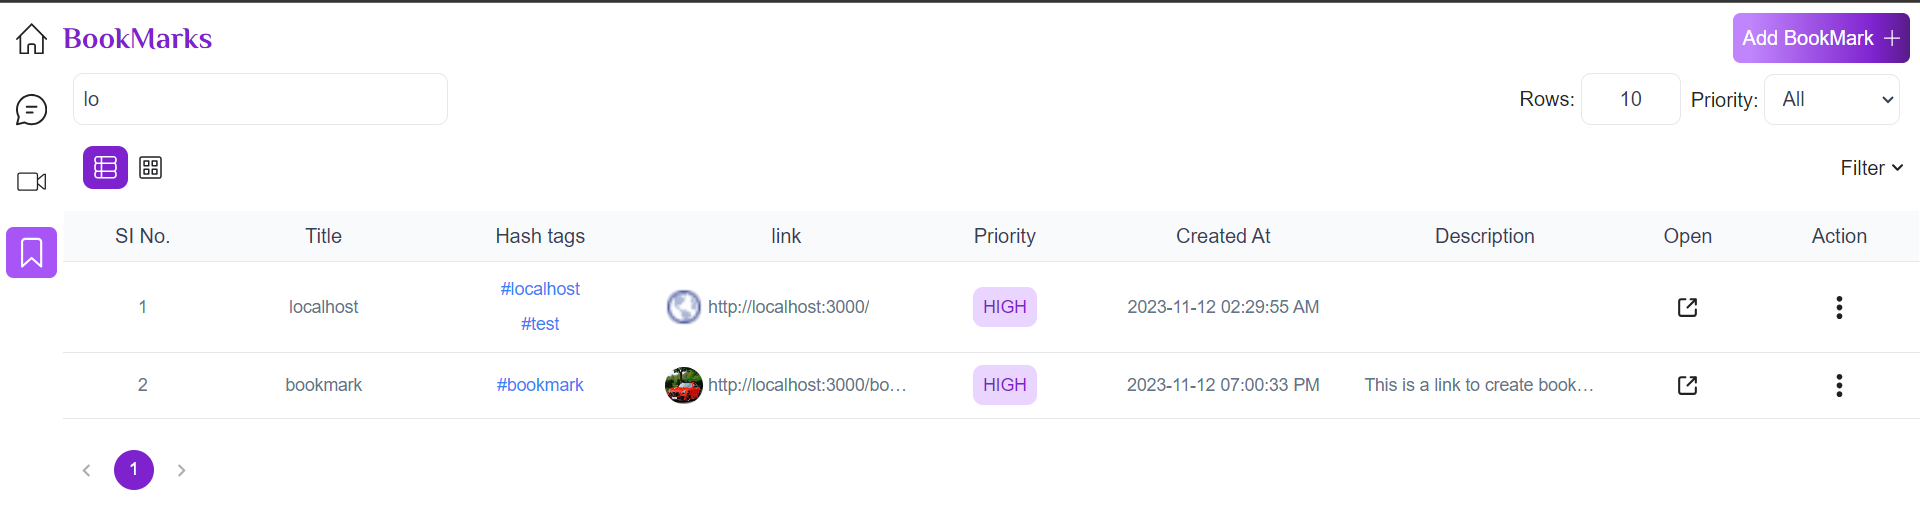 BookMarks
Add BookMark +
lo
Rows: 10 Priority: All
Filter
SI No. Title Hash tags link Priority Created At Description Open Action
1 localhost #localhost #test http://localhost:3000/ HIGH 2023-11-12 02:29:55 AM
2 bookmark #bookmark http://localhost:3000/bo... HIGH 2023-11-12 07:00:33 PM This is a link to create book...
1